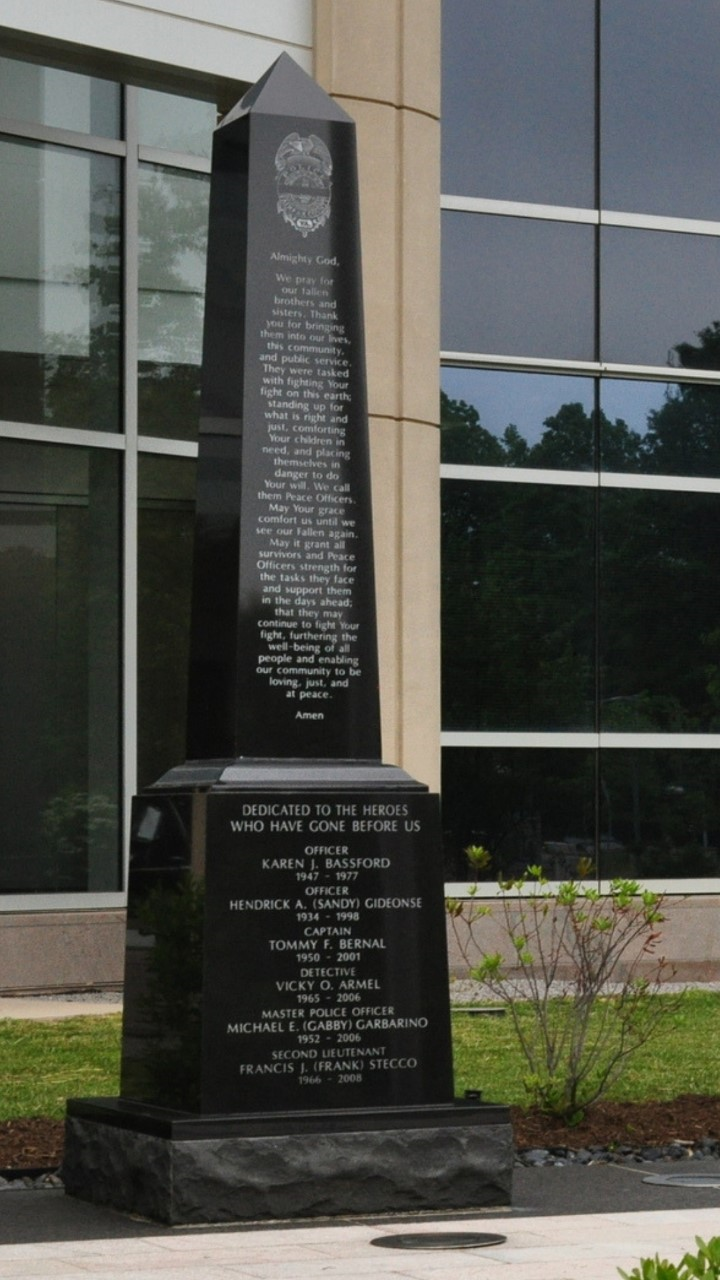 Almighty God,
We pray for
our fallen
brothers and
sisters. Thank
you for bringing
them into our lives,
this community,
and public service.
They were tasked
with fighting Your
fight on this earth;
standing up for
what is right and
just, comforting
Your children in
need, and placing
themselves in
danger to do
Your will. We call
them Peace Officers.
May Your grace
comfort us until we
see our Fallen again.
May it grant all
survivors and Peace
Officers strength for
the tasks they face
and support them
in the days ahead;
that they may
continue to fight Your
fight, furthering the
well-being of all
people and enabling
our community to be
loving, just, and
at peace.
Amen
DEDICATED TO THE HEROES
WHO HAVE GONE BEFORE US
OFFICER
KAREN J. BASSFORD
1947 - 1977
OFFICER
HENDRICK A. (SANDY) GIDEONSE
1934 - 1998
CAPTAIN
TOMMY F. BERNAL
1950 - 2001
DETECTIVE
VICKY O. ARMEL
1965 - 2006
MASTER POLICE OFFICER
MICHAEL E. (GABBY) GARBARINO
1952 - 2006
SECOND LIEUTENANT
FRANCIS J. (FRANK) STECCO
1966 - 2008